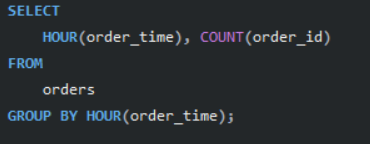 SELECT
    HOUR(order_time), COUNT(order_id)
FROM
    orders
GROUP BY HOUR(order_time);